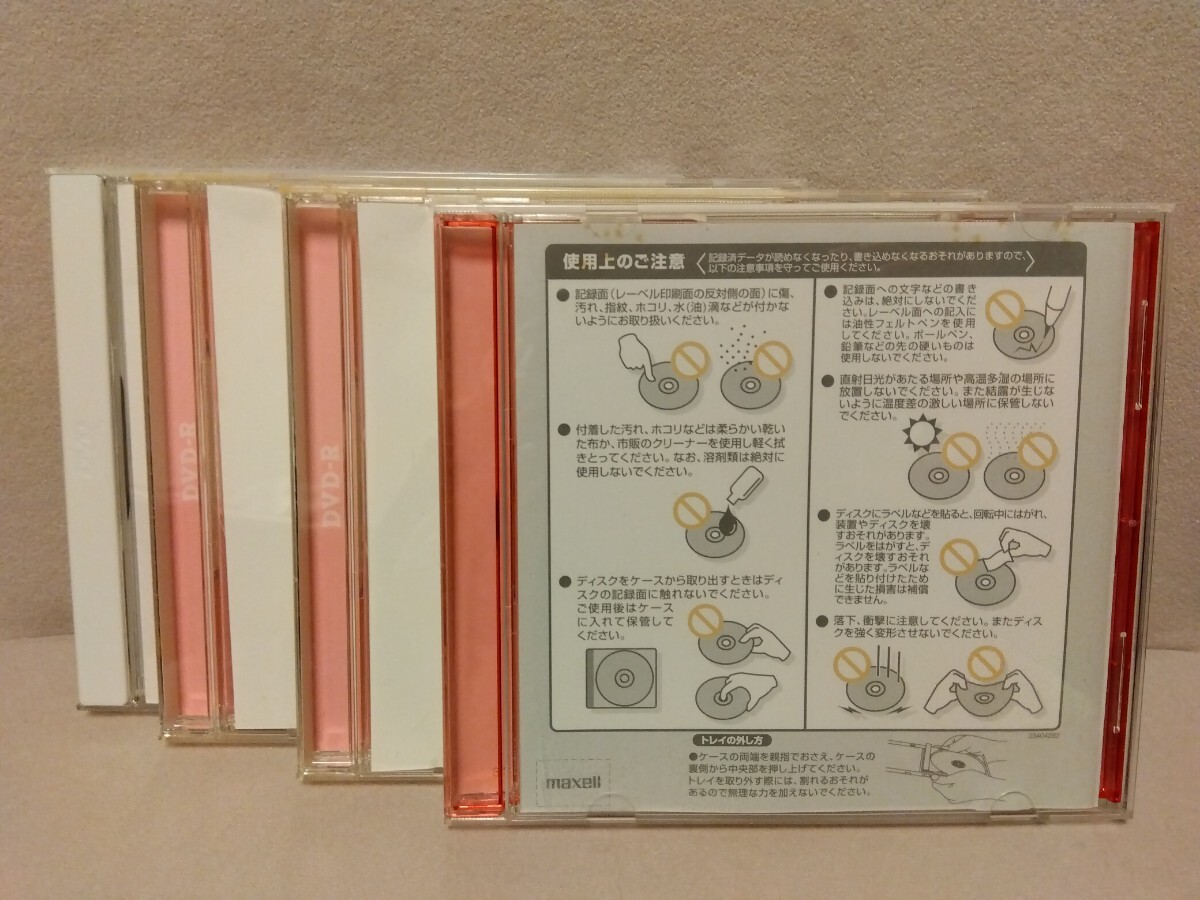 DVD-R
DVD-R
使用上のご注意
記録済データが読めなくなったり、書き込めなくなるおそれがありますので、
以下の注意事項を守ってご使用ください。
●記録面(レーベル印刷面の反対側の面)に傷、
汚れ、指紋、ホコリ、水(油)滴などが付かな
いようにお取り扱いください。
●付着した汚れ、ホコリなどは柔らかい乾い
た布か、市販のクリーナーを使用し軽く拭
きとってください。なお、溶剤類は絶対に
使用しないでください。
●ディスクをケースから取り出すときはディ
スクの記録面に触れないでください。
ご使用後はケース
に入れて保管して
ください。
●記録面への文字などの書き
込みは、絶対にしないでくだ
さい。レーベル面への記入に
は油性フェルトペンを使用
してください。ボールペン、
鉛筆などの先の硬いものは
使用しないでください。
●直射日光があたる場所や高温多湿の場所に
放置しないでください。また結露が生じな
いように温度差の激しい場所に保管しない
でください。
●ディスクにラベルなどを貼ると、回転中にはがれ、
装置やディスクを壊
すおそれがあります。
ラベルをはがすと、デ
ィスクを壊すおそれ
があります。ラベルな
どを貼り付けたため
に生じた損害は補償
できません。
●落下、衝撃に注意してください。またディス
クを強く変形させないでください。
トレイの外し方
●ケースの両端を親指でおさえ、ケースの
裏側から中央部を押し上げてください。
トレイを取り外す際には、割れるおそれが
あるので無理な力を加えないでください。
maxell